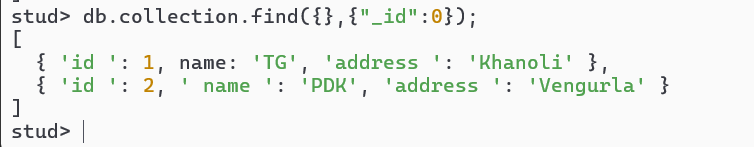 stud> db.collection.find({},{"_id":0});
[
  { 'id ': 1, name: 'TG', 'address ': 'Khanoli' },
  { 'id ': 2, ' name ': 'PDK', 'address ': 'Vengurla' }
]
stud>